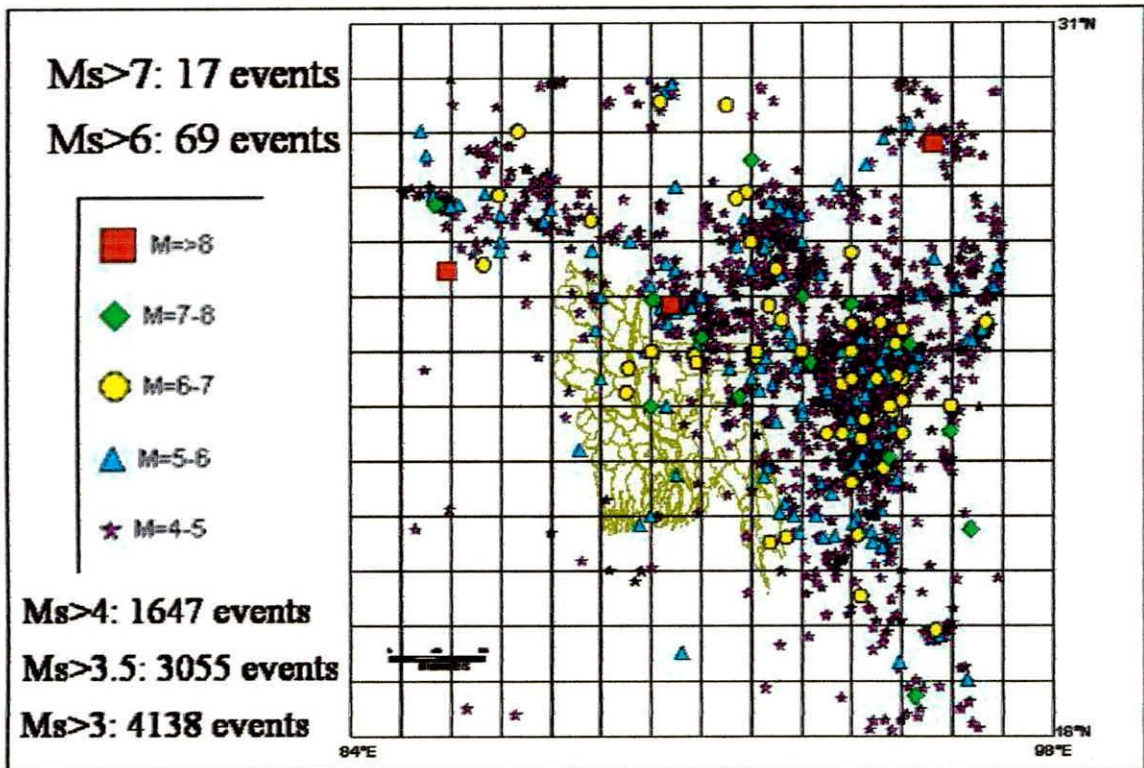 Ms>7: 17 events
Ms>6: 69 events
M=>8
M=7-8
M=6-7
M=5-6
M=4-5
Ms>4: 1647 events
Ms>3.5: 3055 events
Ms>3: 4138 events
31°N
18°N
84°E
98°E